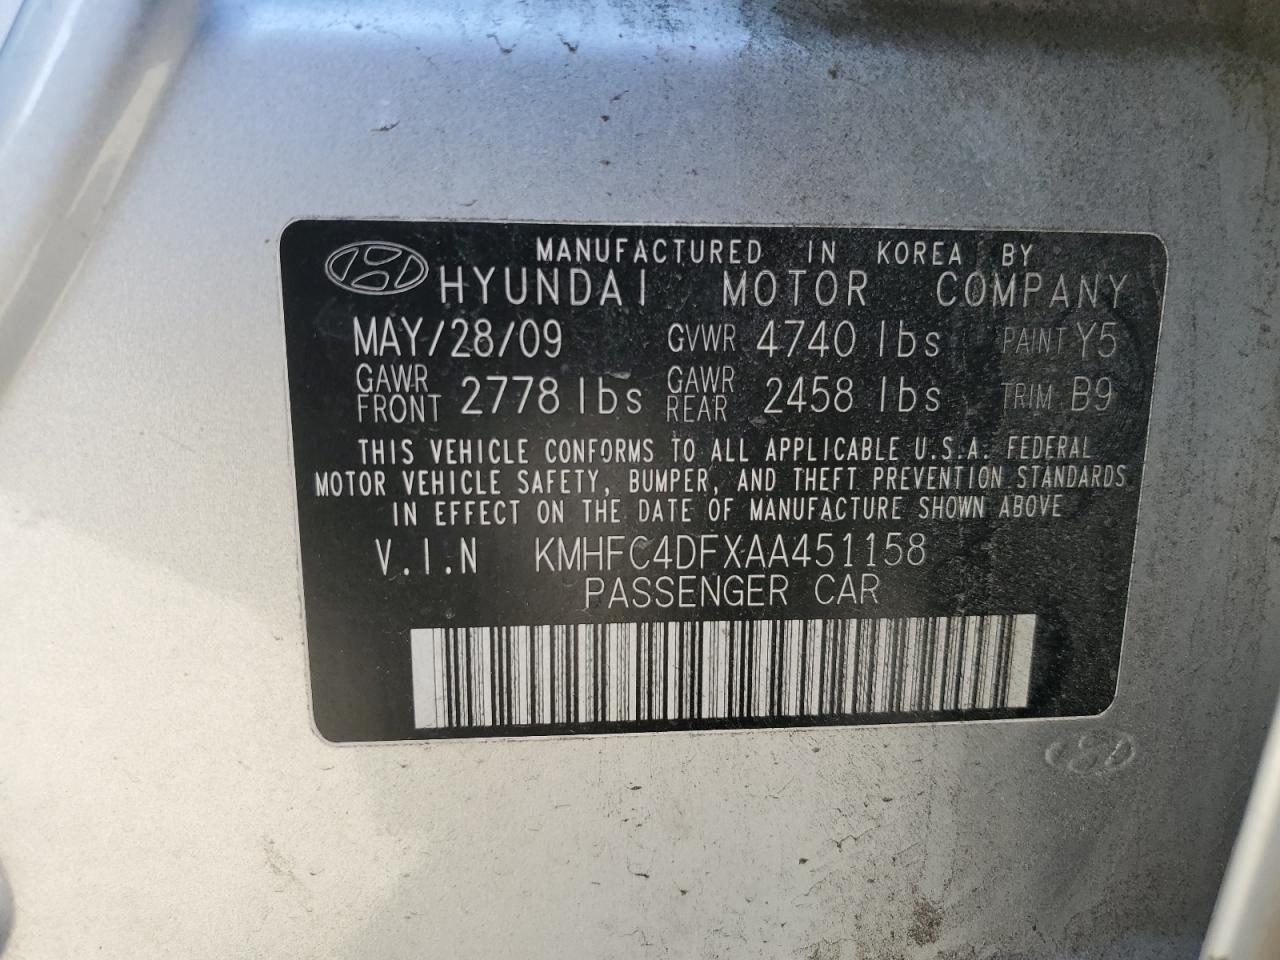 MANUFACTURED IN KOREA BY
HYUNDAI MOTOR COMPANY
MAY/28/09 GVWR 4740 lbs PAINT Y5
GAWR FRONT 2778 lbs GAWR REAR 2458 lbs TRIM B9
THIS VEHICLE CONFORMS TO ALL APPLICABLE U.S.A. FEDERAL
MOTOR VEHICLE SAFETY, BUMPER, AND THEFT PREVENTION STANDARDS
IN EFFECT ON THE DATE OF MANUFACTURE SHOWN ABOVE
V.I.N KMHFC4DFXAA451158
PASSENGER CAR